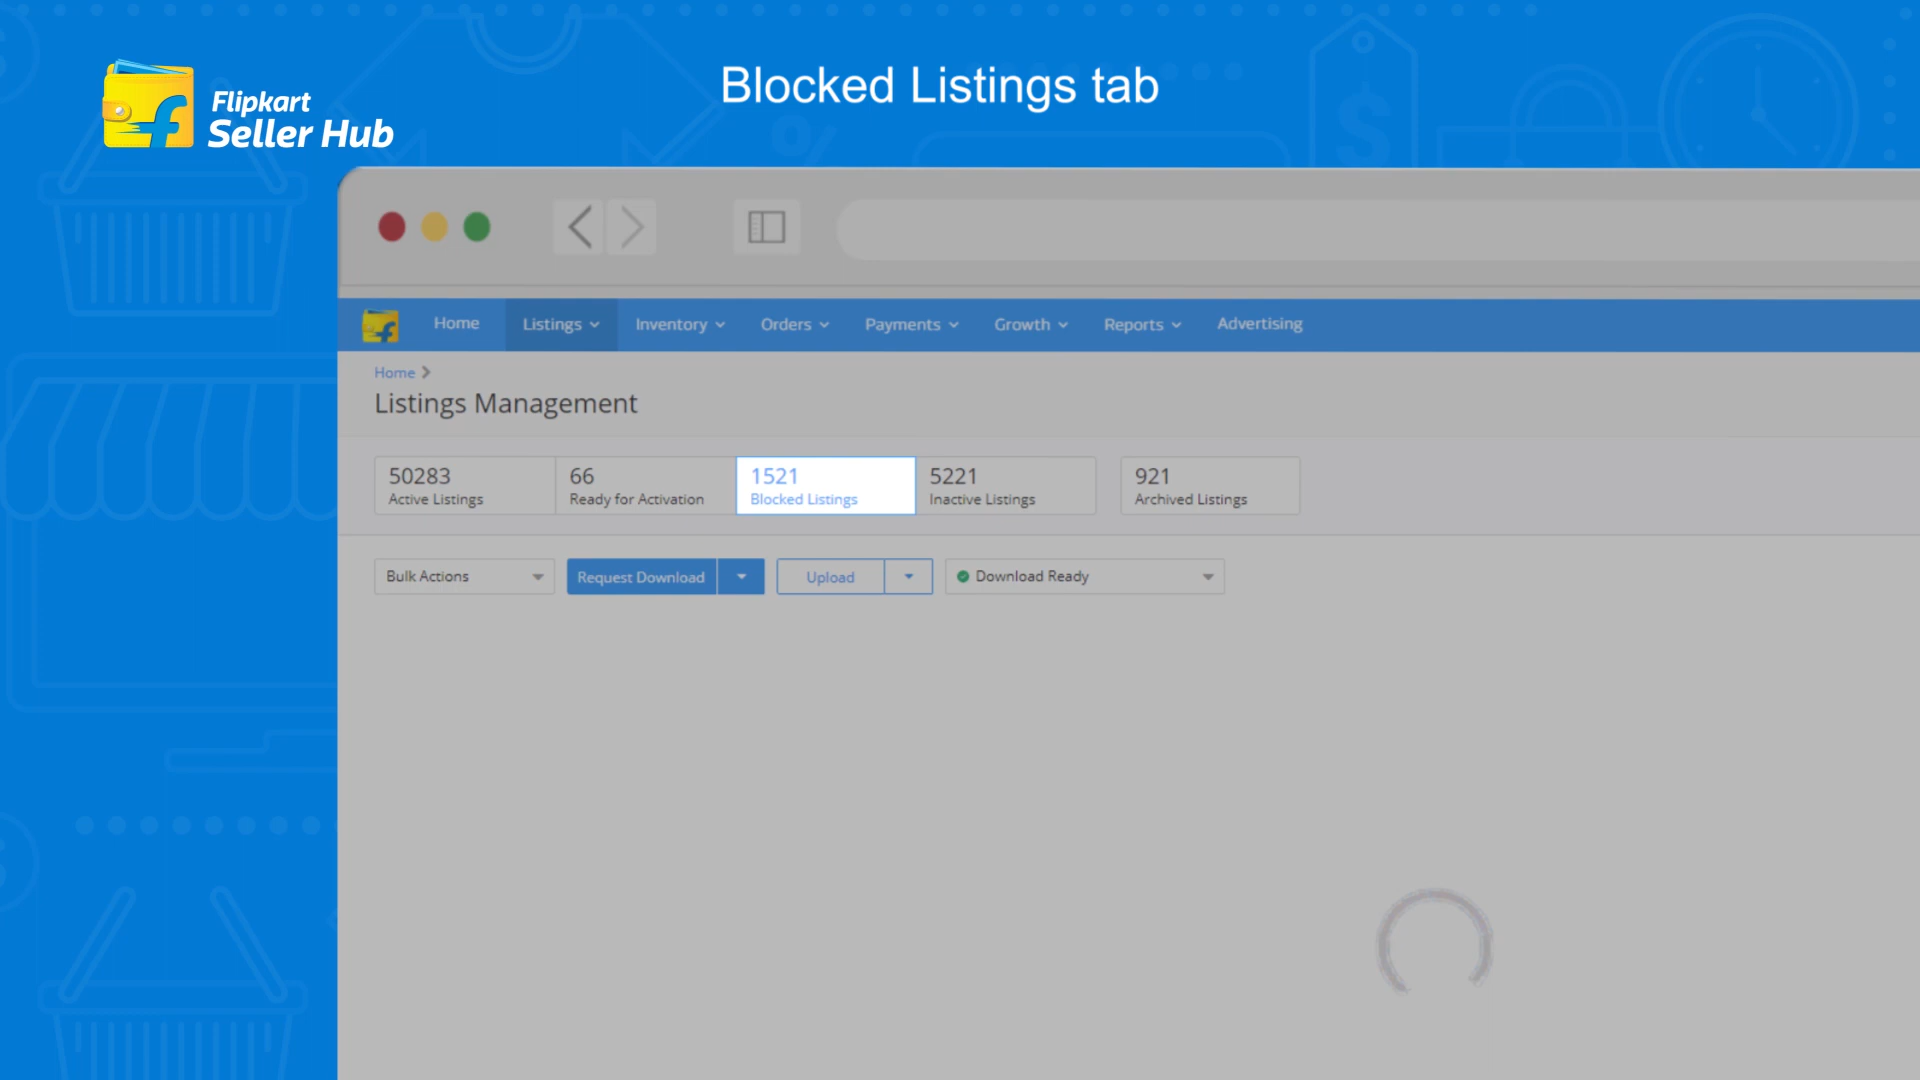 Blocked Listings tab
Flipkart
Seller Hub
Home Listings Inventory Orders Payments Growth Reports Advertising
Home
Listings Management
50283 66 1521 5221 921
Active Listings Ready for Activation Blocked Listings Inactive Listings Archived Listings
Bulk Actions Request Download Upload Download Ready